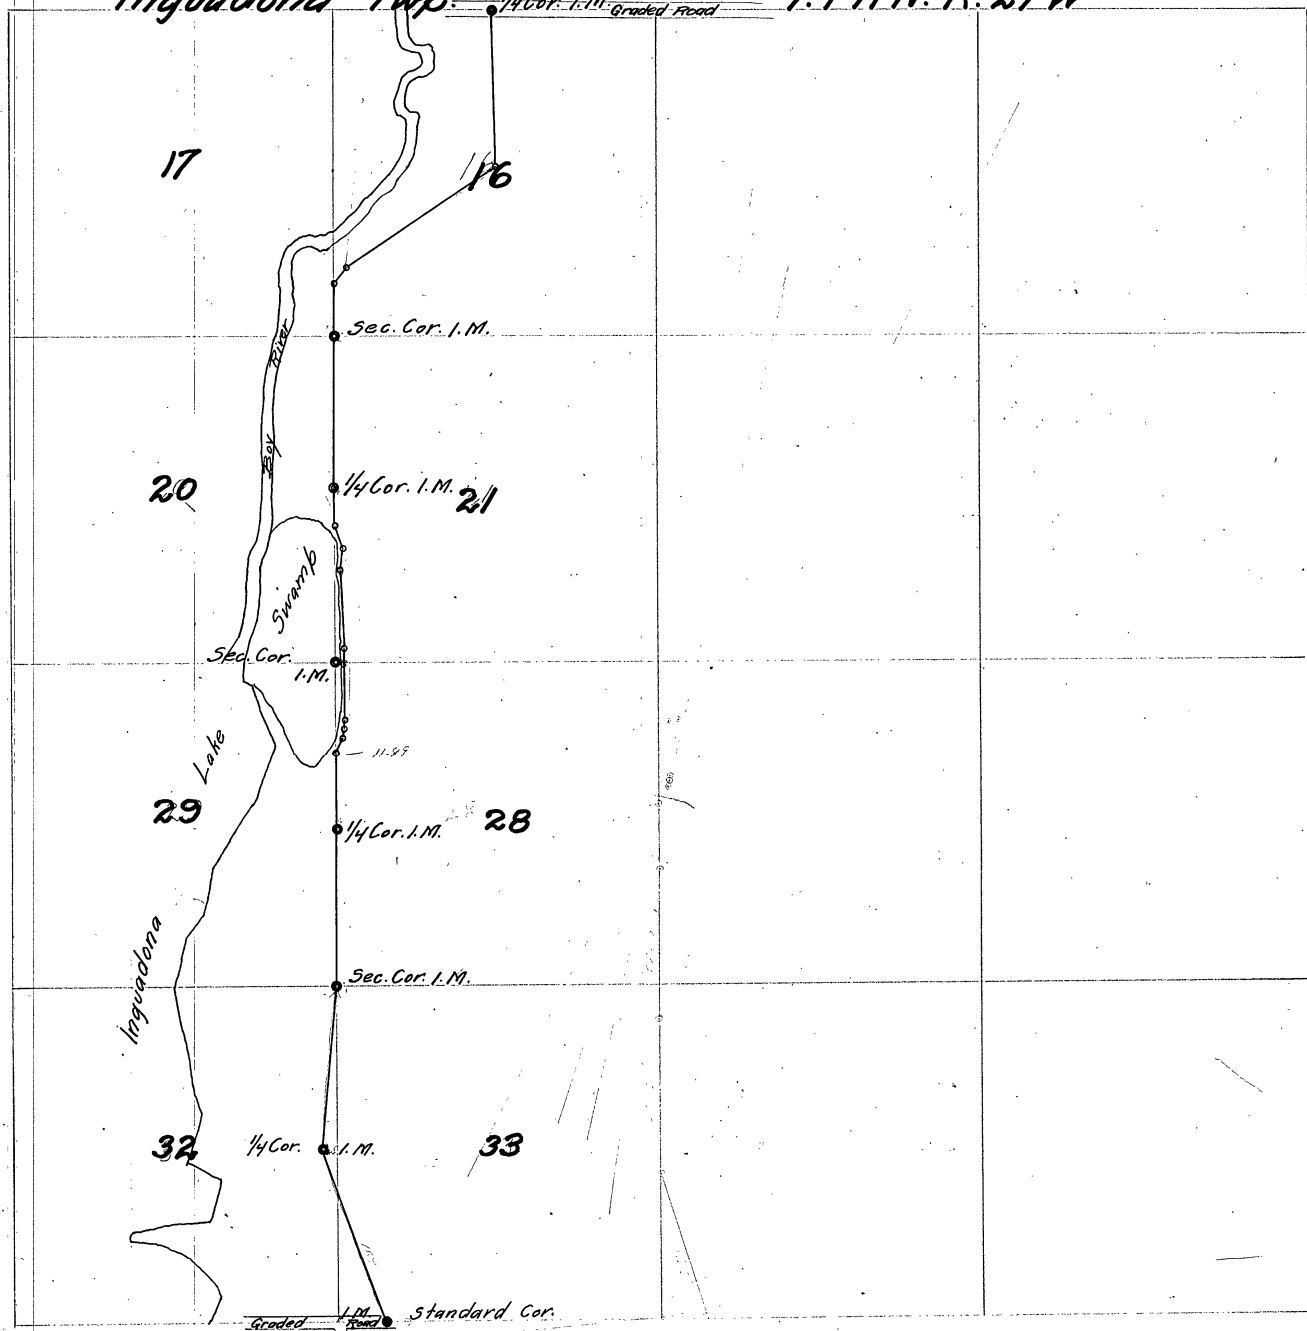 Inguadona Twp. 1/4 Cor. I.M. T.141N. R.27W
Graded Road
17
16
Sec. Cor. I.M.
River
Boy
20
1/4 Cor. I.M.
21
Swamp
Sec. Cor.
I.M.
Lake
29
1/4 Cor. I.M.
28
Inguadona
Sec. Cor. I.M.
32
1/4 Cor. I.M.
33
I.M.
Standard Cor.
Graded Road